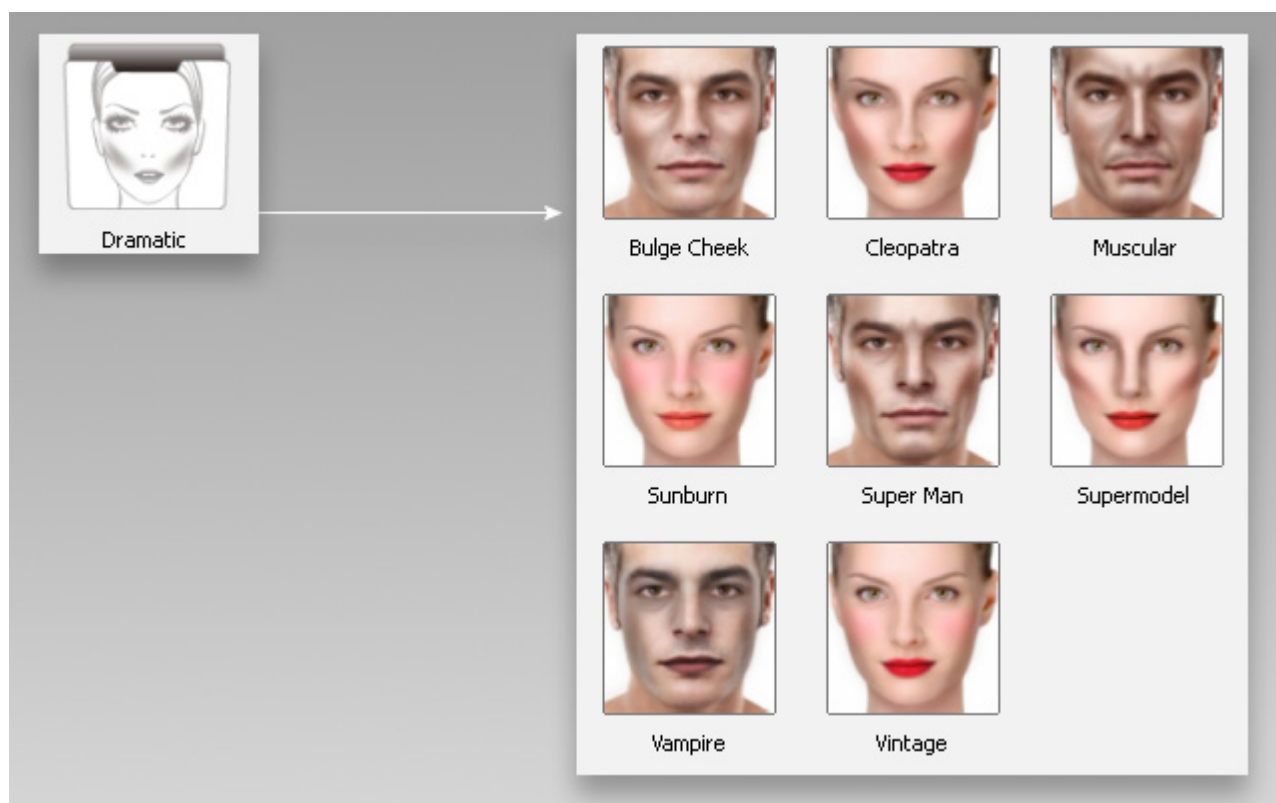 Dramatic
Bulge Cheek
Cleopatra
Muscular
Sunburn
Super Man
Supermodel
Vampire
Vintage